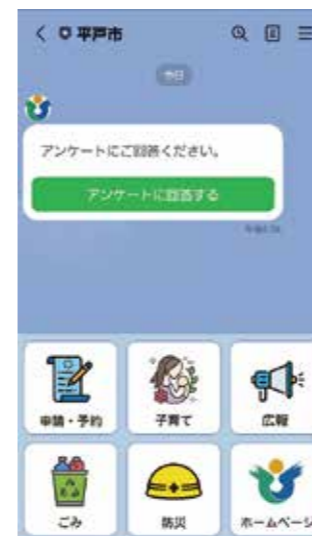 平戸市
今日
アンケートにご回答ください。
アンケートに回答する
申請・予約
子育て
広報
ごみ
防災
ホームページ